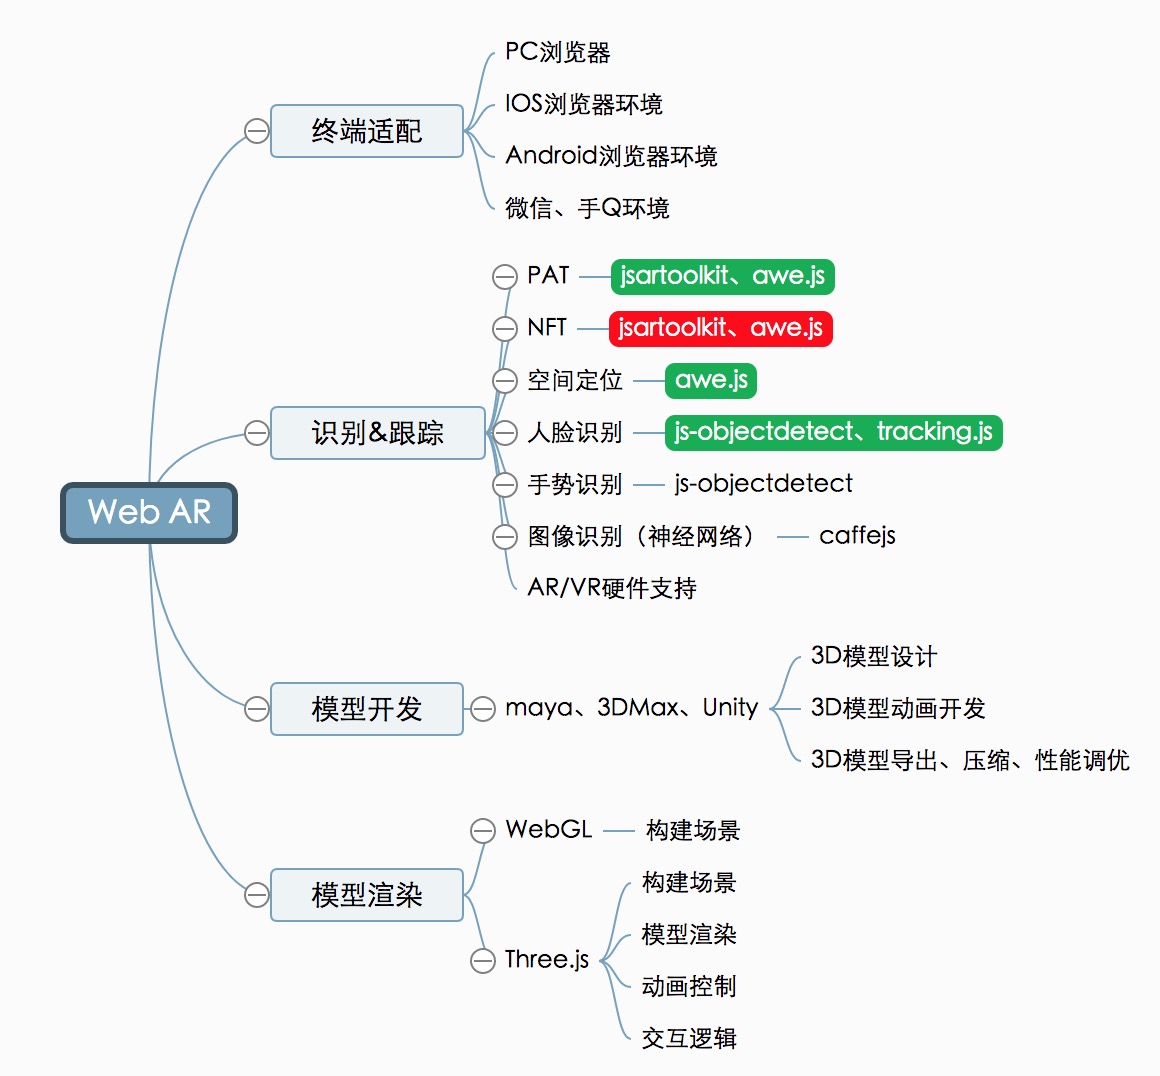 PC浏览器
IOS浏览器环境
终端适配
Android浏览器环境
微信、手Q环境
PAT
jsartoolkit、awe.js
NFT
jsartoolkit、awe.js
空间定位
awe.js
识别&跟踪
人脸识别
js-objectdetect、tracking.js
手势识别
js-objectdetect
Web AR
图像识别（神经网络）
caffejs
AR/VR硬件支持
3D模型设计
模型开发
maya、3DMax、Unity
3D模型动画开发
3D模型导出、压缩、性能调优
WebGL
构建场景
模型渲染
构建场景
模型渲染
Three.js
动画控制
交互逻辑